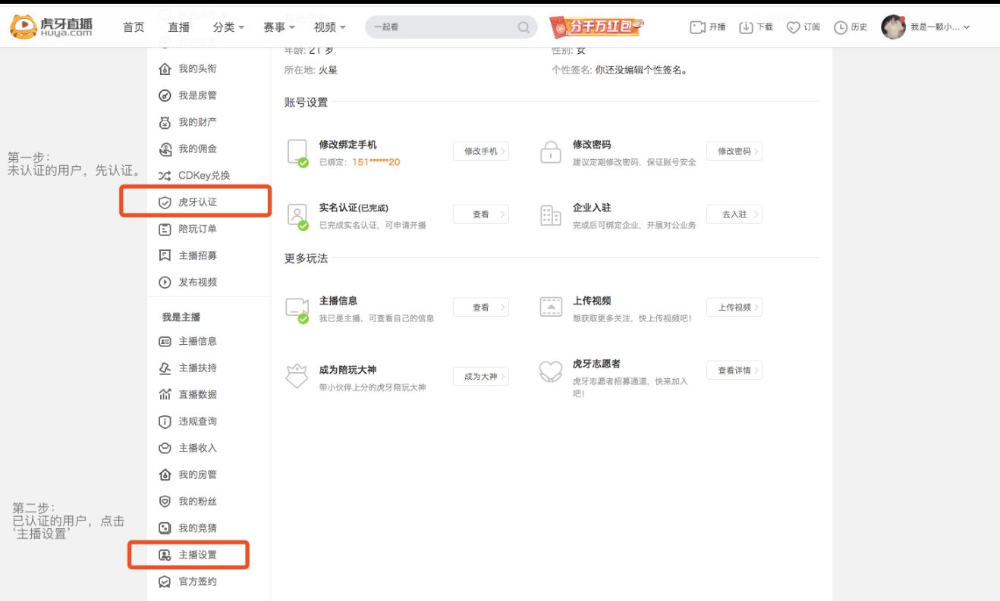 虎牙直播
Huya.com
首页
直播
分类
赛事
视频
一起看
分千万红包
开播
下载
订阅
历史
我是一颗小...
年龄: 21 岁
性别: 女
所在地: 火星
个性签名: 你还没编辑个性签名。
第一步:
未认证的用户，先认证。
我的头衔
我是房管
我的财产
我的佣金
CDKey兑换
虎牙认证
陪玩订单
主播招募
发布视频
我是主播
主播信息
主播扶持
直播数据
违规查询
主播收入
我的房管
我的粉丝
我的竞猜
主播设置
官方签约
第二步:
已认证的用户，点击
‘主播设置’
账号设置
修改绑定手机
已绑定: 151******20
修改手机
修改密码
建议定期修改密码，保证账号安全
修改密码
实名认证(已完成)
已完成实名认证，可申请开播
查看
企业入驻
完成后可绑定企业，开展对公业务
去入驻
更多玩法
主播信息
我已是主播，可查看自己的信息
查看
上传视频
想获取更多关注，快上传视频吧!
上传视频
成为陪玩大神
带小伙伴上分的虎牙陪玩大神
成为大神
虎牙志愿者
虎牙志愿者招募通道，快来加入
吧!
查看详情